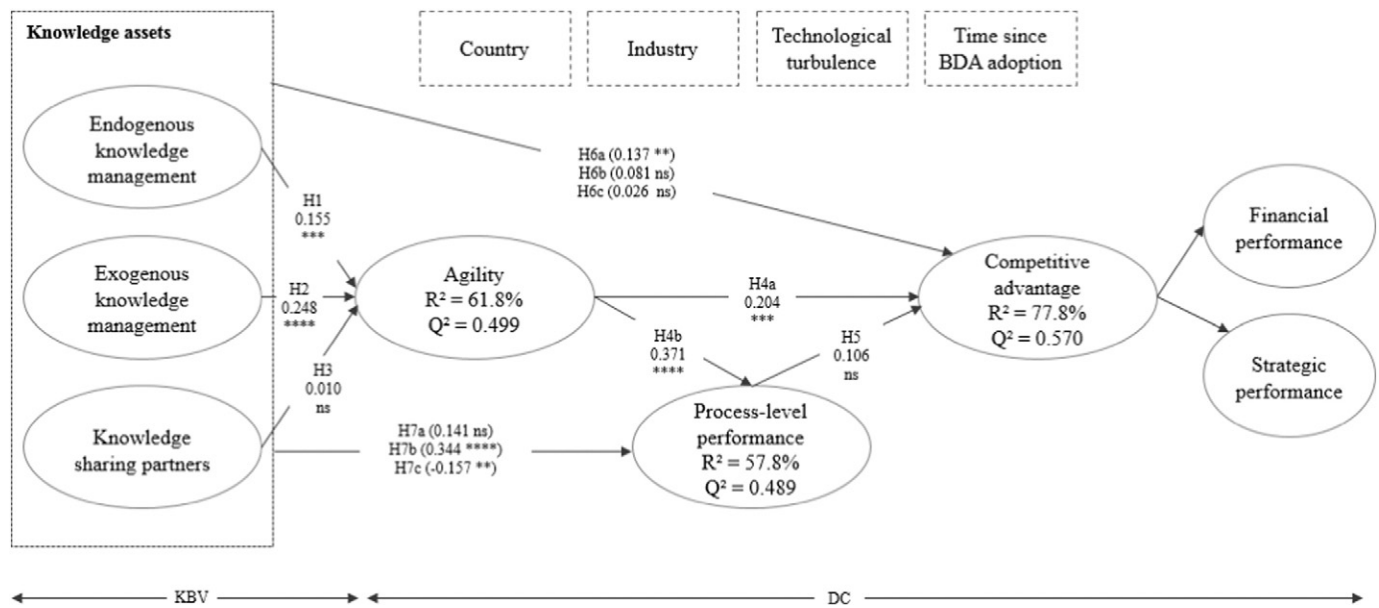 Knowledge assets
Country
Industry
Technological
turbulence
Time since
BDA adoption
Endogenous
knowledge
management
H6a (0.137 **)
H6b (0.081 ns)
H6c (0.026 ns)
H1
0.155
***
Financial
performance
Exogenous
knowledge
management
H2
0.248
****
Agility
R² = 61.8%
Q² = 0.499
H4a
0.204
***
Competitive
advantage
R² = 77.8%
Q² = 0.570
H3
0.010
ns
H4b
0.371
****
H5
0.106
ns
Strategic
performance
Knowledge
sharing partners
H7a (0.141 ns)
H7b (0.344 ****)
H7c (-0.157 **)
Process-level
performance
R² = 57.8%
Q² = 0.489
KBV
DC